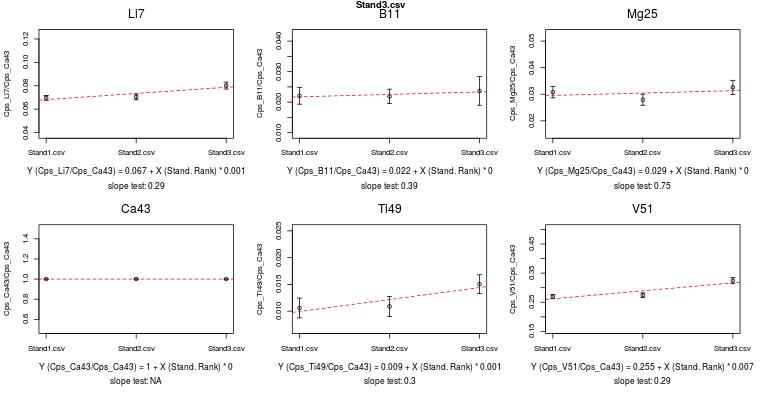 Stand3.csv
Li7
B11
Mg25
Cps_Li7/Cps_Ca43
0.04 0.06 0.08 0.10 0.12
Stand1.csv Stand2.csv Stand3.csv
Y (Cps_Li7/Cps_Ca43) = 0.067 + X (Stand. Rank) * 0.001
slope test: 0.29
Cps_B11/Cps_Ca43
0.010 0.020 0.030 0.040
Stand1.csv Stand2.csv Stand3.csv
Y (Cps_B11/Cps_Ca43) = 0.022 + X (Stand. Rank) * 0
slope test: 0.39
Cps_Mg25/Cps_Ca43
0.02 0.03 0.04 0.05
Stand1.csv Stand2.csv Stand3.csv
Y (Cps_Mg25/Cps_Ca43) = 0.029 + X (Stand. Rank) * 0
slope test: 0.75
Ca43
Ti49
V51
Cps_Ca43/Cps_Ca43
0.6 0.8 1.0 1.2 1.4
Stand1.csv Stand2.csv Stand3.csv
Y (Cps_Ca43/Cps_Ca43) = 1 + X (Stand. Rank) * 0
slope test: NA
Cps_Ti49/Cps_Ca43
0.010 0.015 0.020 0.025
Stand1.csv Stand2.csv Stand3.csv
Y (Cps_Ti49/Cps_Ca43) = 0.009 + X (Stand. Rank) * 0.001
slope test: 0.3
Cps_V51/Cps_Ca43
0.15 0.25 0.35 0.45
Stand1.csv Stand2.csv Stand3.csv
Y (Cps_V51/Cps_Ca43) = 0.255 + X (Stand. Rank) * 0.007
slope test: 0.29